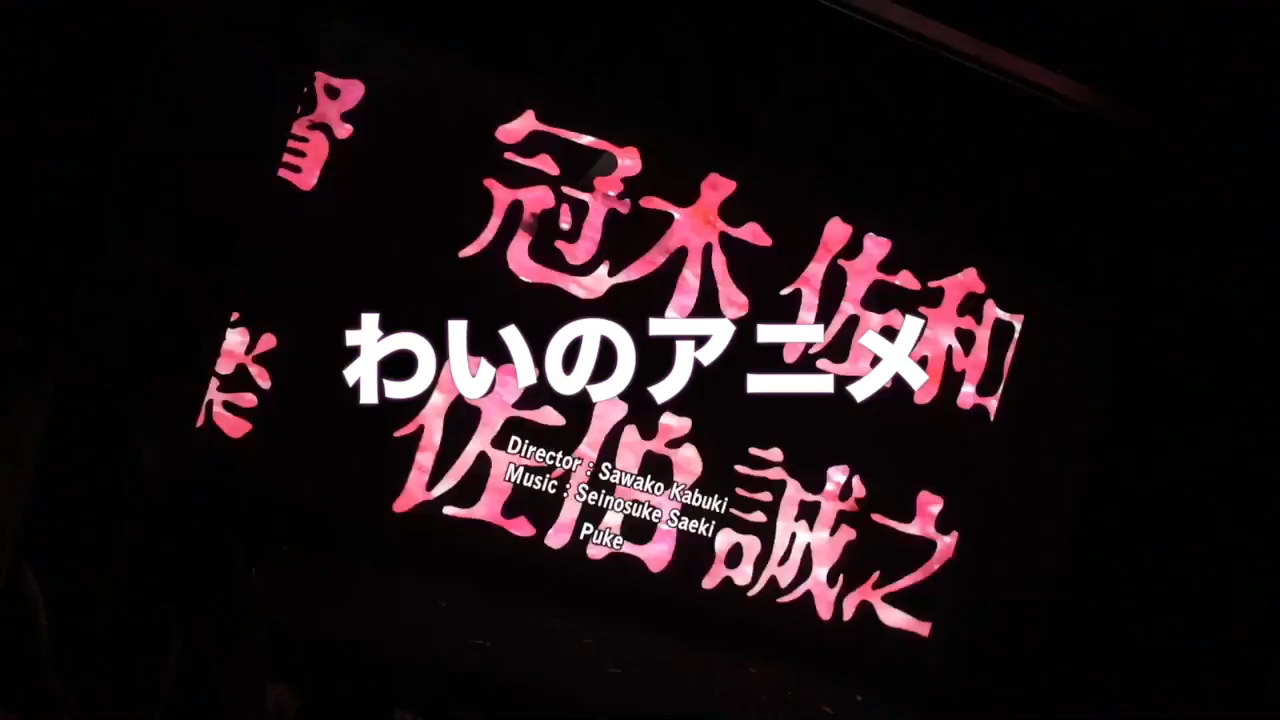 冠木 佐和
わいのアニメ
佐伯 誠之
Director : Sawako Kabuki
Music : Seinosuke Saeki
Puke